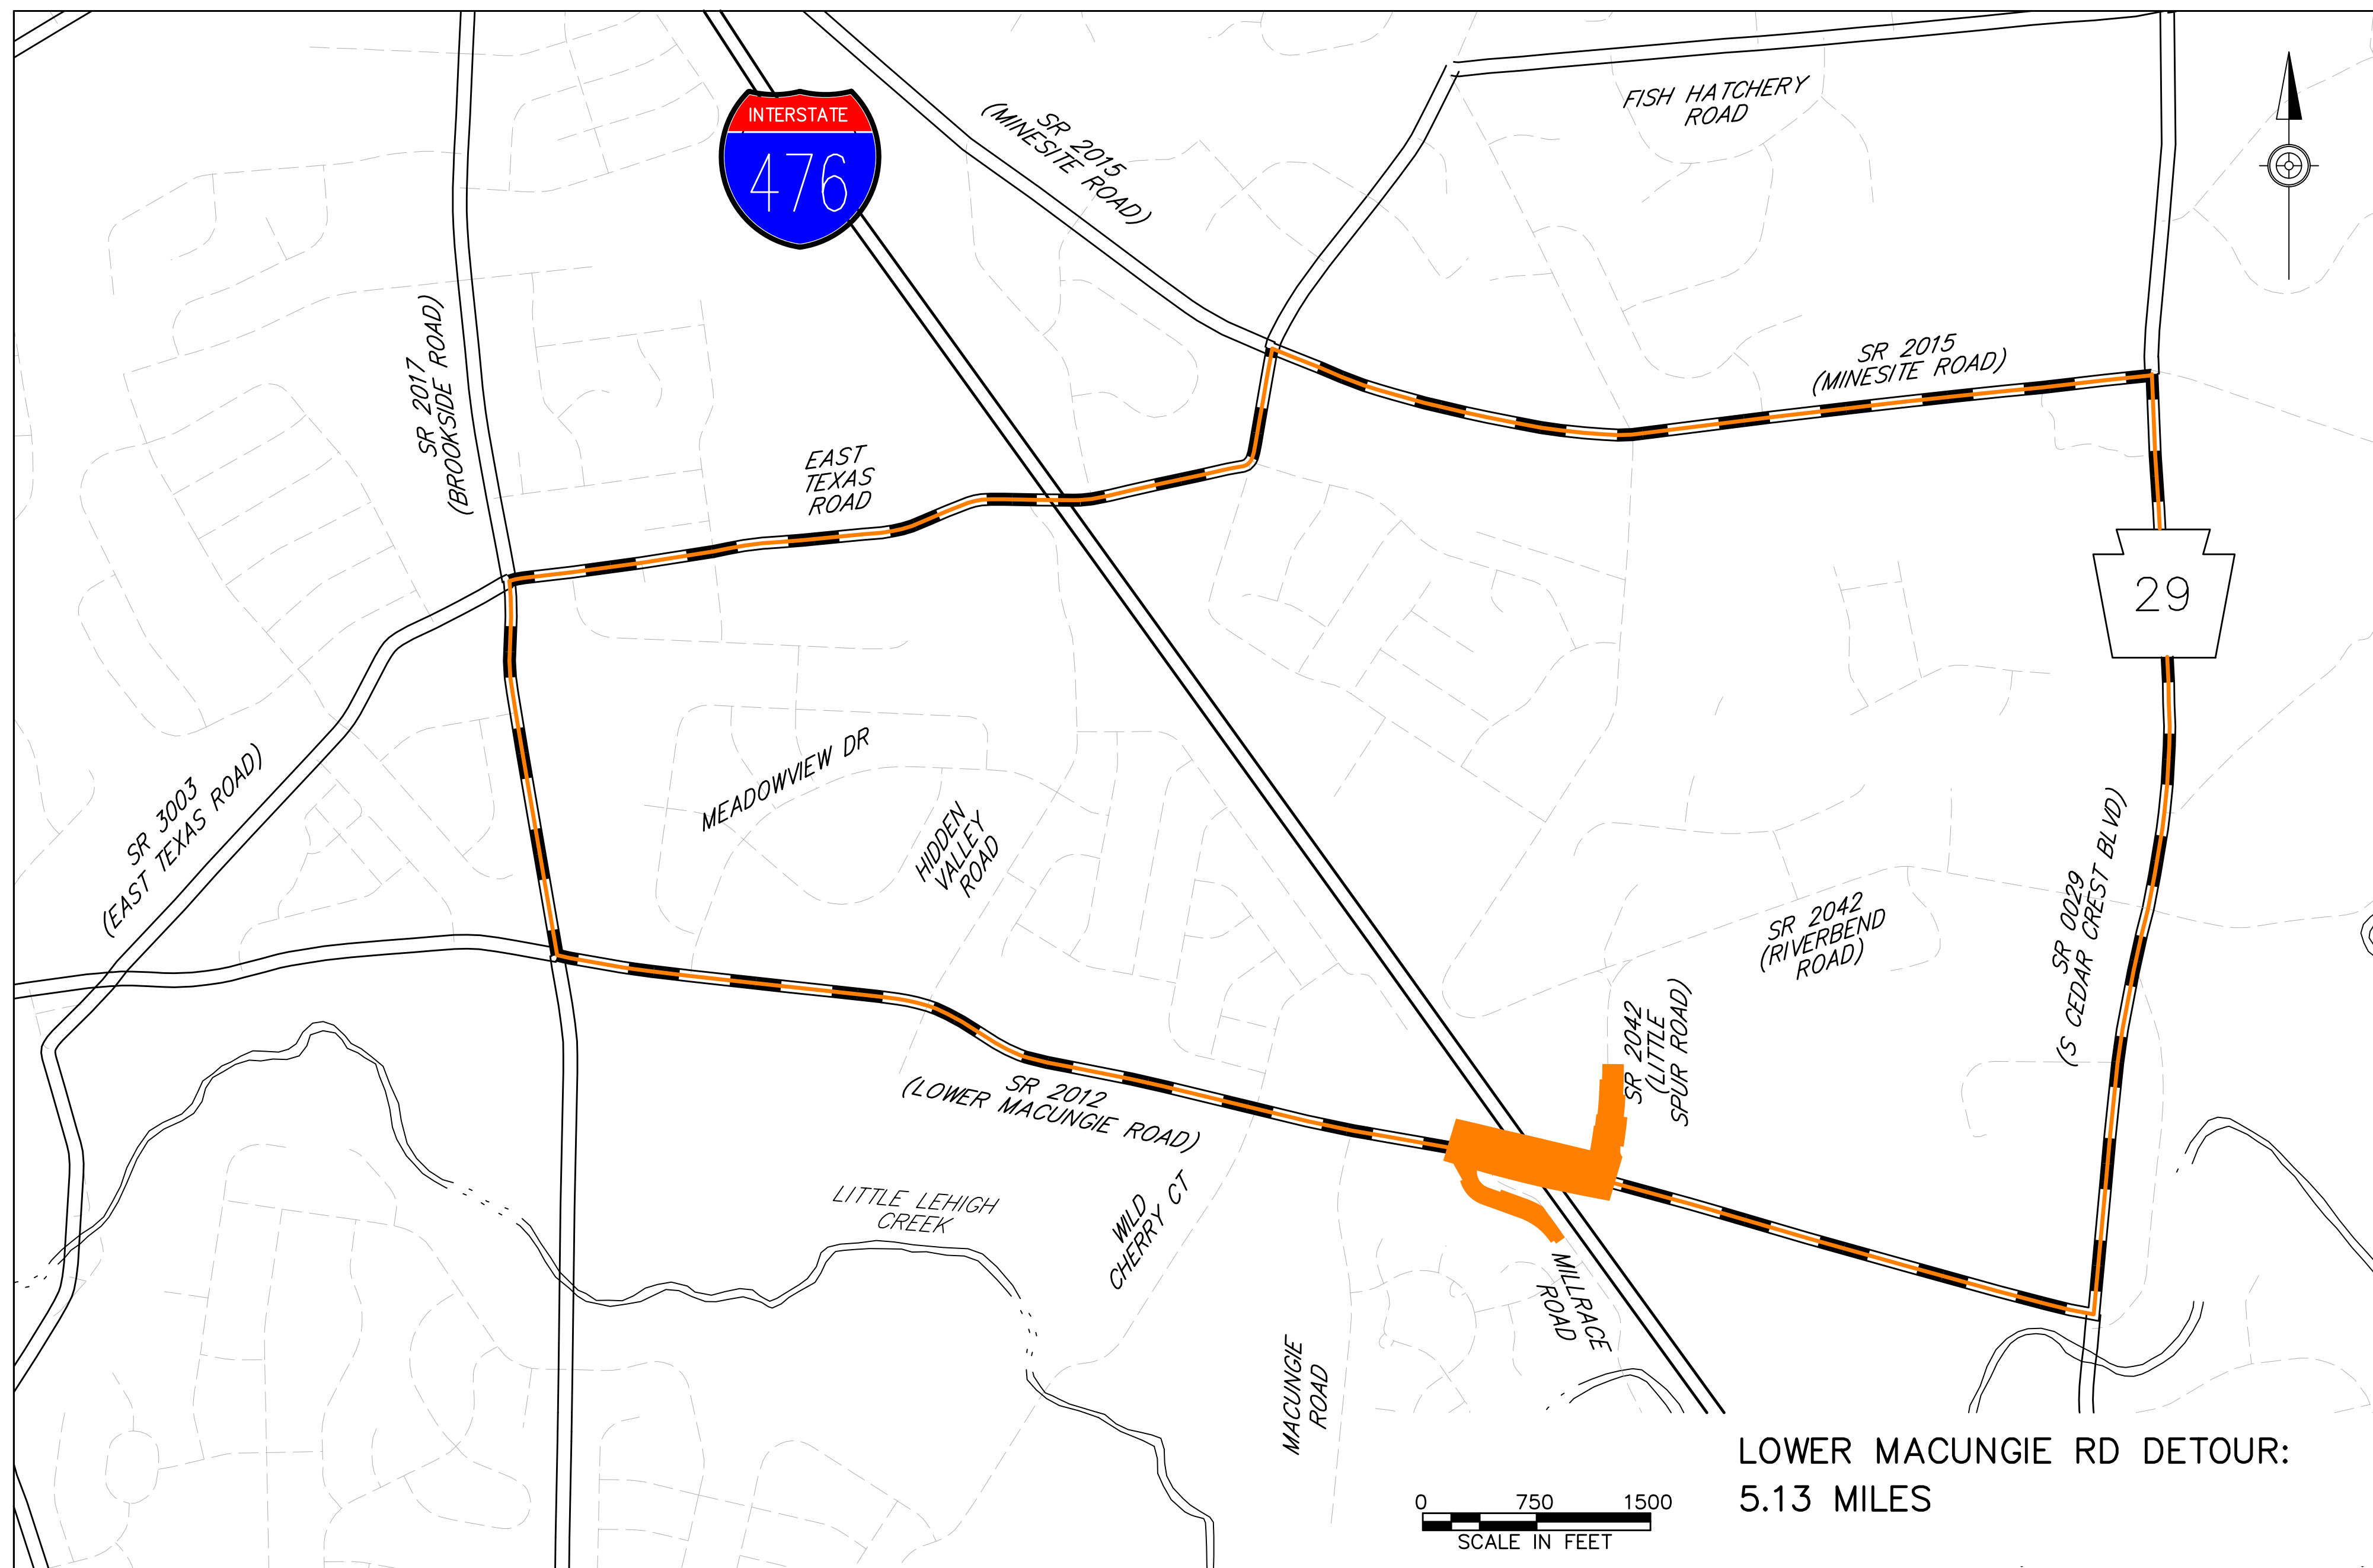 INTERSTATE
476
SR 2015
(MINESITE ROAD)
FISH HATCHERY
ROAD
SR 2017
(BROOKSIDE ROAD)
SR 2015
(MINESITE ROAD)
EAST
TEXAS
ROAD
29
SR 3003
(EAST TEXAS ROAD)
MEADOWVIEW DR
HIDDEN
VALLEY
ROAD
SR 2042
(RIVERBEND
ROAD)
SR 0029
(S CEDAR CREST BLVD)
SR 2042
(LITTLE
SPUR ROAD)
SR 2012
(LOWER MACUNGIE ROAD)
LITTLE LEHIGH
CREEK
WILD
CHERRY CT
MILLRACE
ROAD
MACUNGIE
ROAD
LOWER MACUNGIE RD DETOUR:
5.13 MILES
0 750 1500
SCALE IN FEET